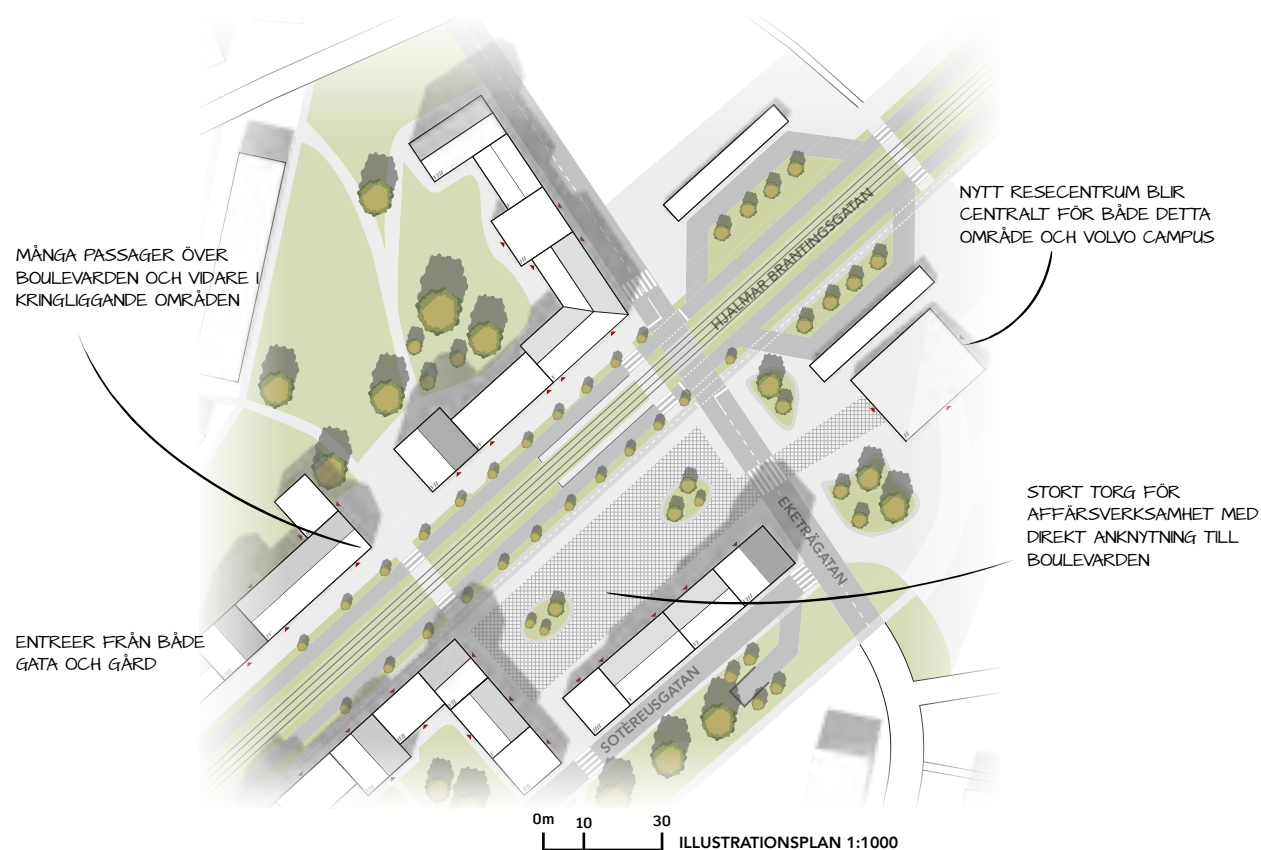 NYTT RESECENTRUM BLIR
CENTRALT FÖR BÅDE DETTA
OMRÅDE OCH VOLVO CAMPUS
MÅNGA PASSAGER ÖVER
BOULEVARDEN OCH VIDARE I
KRINGLIGGANDE OMRÅDEN
HJALMAR BRANTINGSGATAN
STORT TORG FÖR
AFFÄRSVERKSAMHET MED
DIREKT ANKNYTNING TILL
BOULEVARDEN
EKETRÄGATAN
ENTREER FRÅN BÅDE
GATA OCH GÅRD
SOTEREUSGATAN
0m 10 30
ILLUSTRATIONSPLAN 1:1000